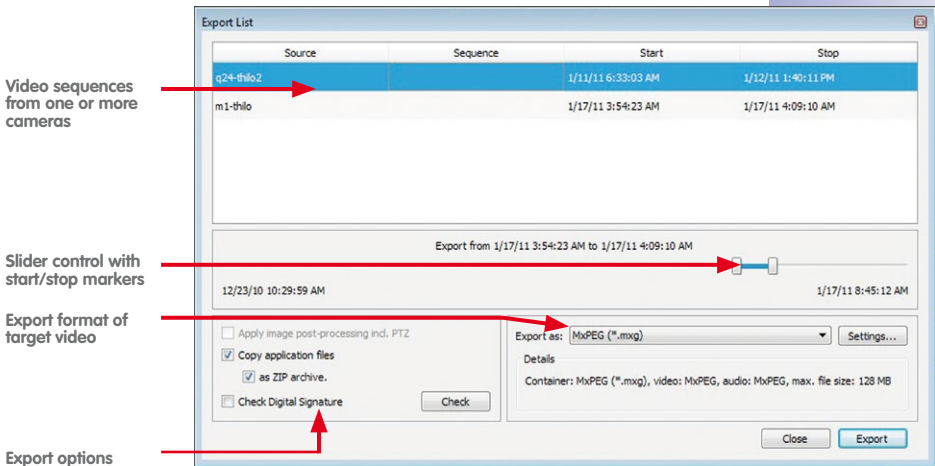 Export List
Source Sequence Start Stop
q24-thilo2 1/11/11 6:33:03 AM 1/12/11 1:40:11 PM
m1-thilo 1/17/11 3:54:23 AM 1/17/11 4:09:10 AM
Video sequences
from one or more
cameras
Export from 1/17/11 3:54:23 AM to 1/17/11 4:09:10 AM
Slider control with
start/stop markers
12/23/10 10:29:59 AM 1/17/11 8:45:12 AM
Export format of
target video
Apply image post-processing incl. PTZ
Copy application files
as ZIP archive.
Check Digital Signature Check
Export as: MxPEG (*.mxg) Settings...
Details
Container: MxPEG (*.mxg), video: MxPEG, audio: MxPEG, max. file size: 128 MB
Close Export
Export options